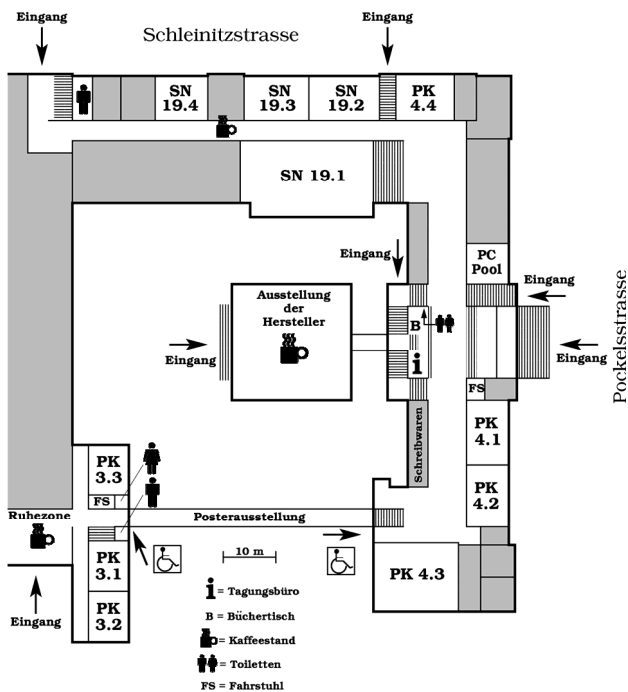 Eingang
Eingang
Schleinitzstrasse
SN
19.4
SN
19.3
SN
19.2
PK
4.4
SN 19.1
PC
Pool
Eingang
Eingang
Ausstellung
der
Hersteller
B
i
Eingang
Eingang
Pockelsstrasse
FS
Schreibwaren
PK
4.1
PK
4.2
PK
3.3
FS
Ruhezone
Posterausstellung
PK
3.1
10 m
PK 4.3
PK
3.2
Eingang
i = Tagungsbüro
B = Büchertisch
= Kaffeestand
= Toiletten
FS = Fahrstuhl